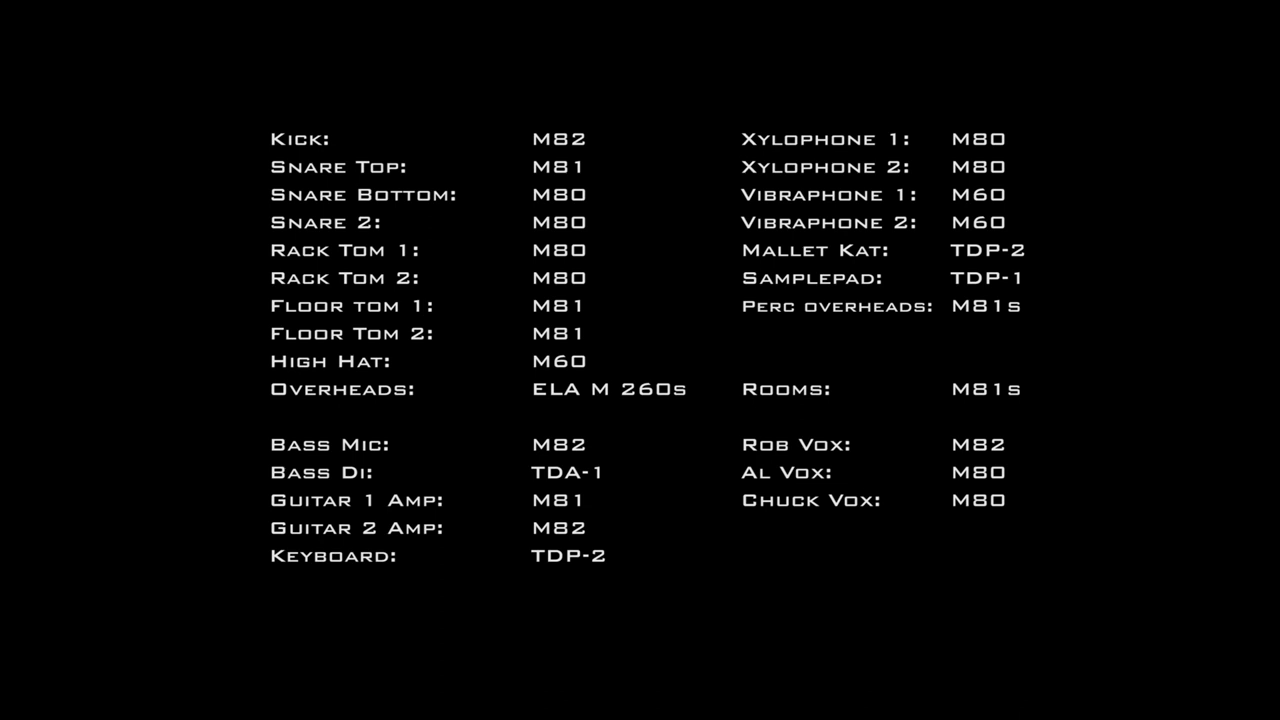 Kick: M82
Snare Top: M81
Snare Bottom: M80
Snare 2: M80
Rack Tom 1: M80
Rack Tom 2: M80
Floor tom 1: M81
Floor Tom 2: M81
High Hat: M60
Overheads: ELA M 260s
Bass Mic: M82
Bass Di: TDA-1
Guitar 1 Amp: M81
Guitar 2 Amp: M82
Keyboard: TDP-2
Xylophone 1: M80
Xylophone 2: M80
Vibraphone 1: M60
Vibraphone 2: M60
Mallet Kat: TDP-2
Samplepad: TDP-1
Perc overheads: M81s
Rooms: M81s
Rob Vox: M82
Al Vox: M80
Chuck Vox: M80